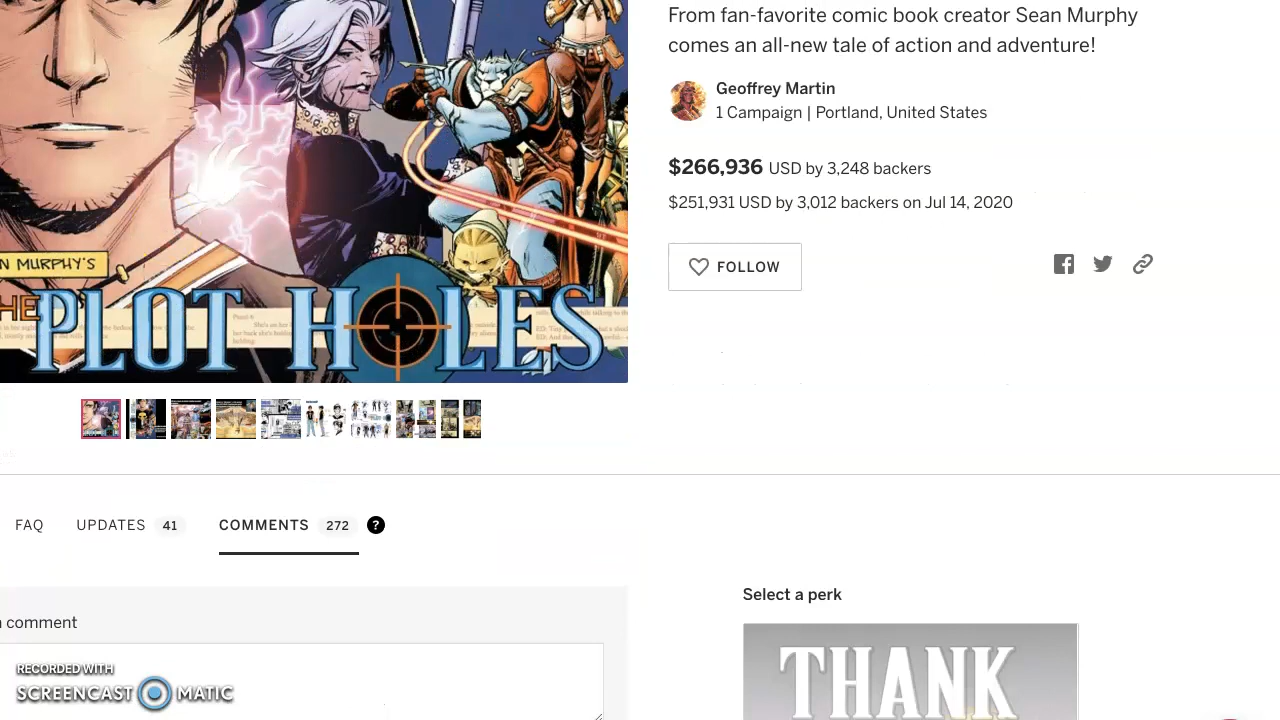 From fan-favorite comic book creator Sean Murphy
comes an all-new tale of action and adventure!
Geoffrey Martin
1 Campaign | Portland, United States
$266,936 USD by 3,248 backers
$251,931 USD by 3,012 backers on Jul 14, 2020
FOLLOW
N MURPHY'S
THE PLOT HOLES
FAQ
UPDATES 41
COMMENTS 272 ?
comment
Select a perk
THANK
RECORDED WITH
SCREENCAST MATIC